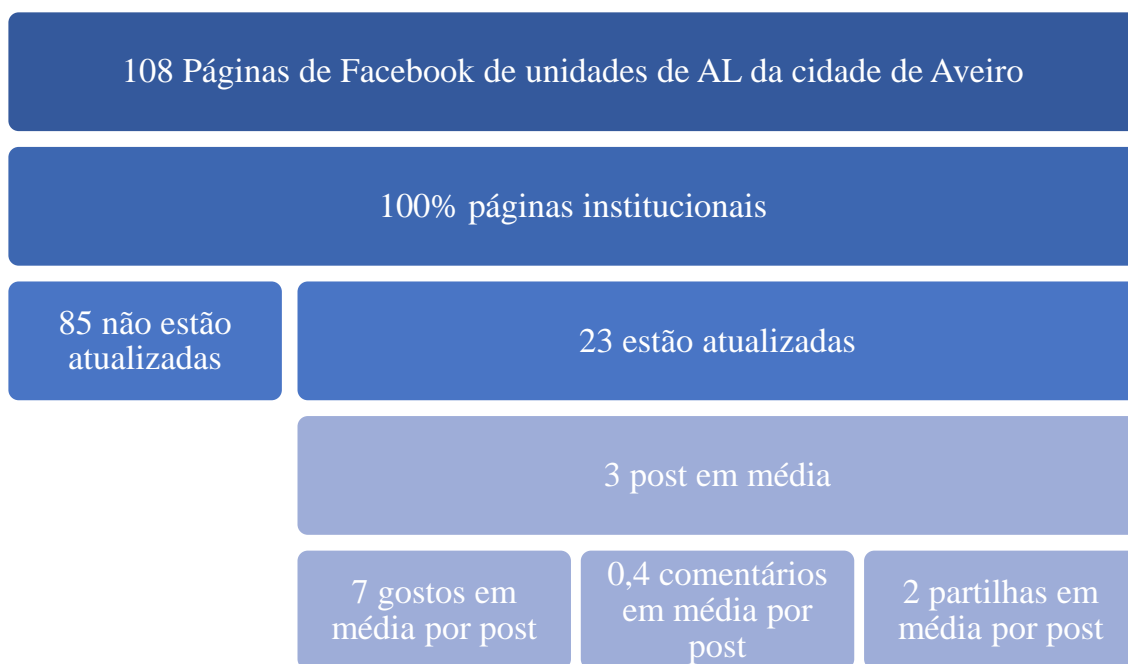 108 Páginas de Facebook de unidades de AL da cidade de Aveiro
100% páginas institucionais
85 não estão
atualizadas
23 estão atualizadas
3 post em média
7 gostos em
média por post
0,4 comentários
em média por
post
2 partilhas em
média por post